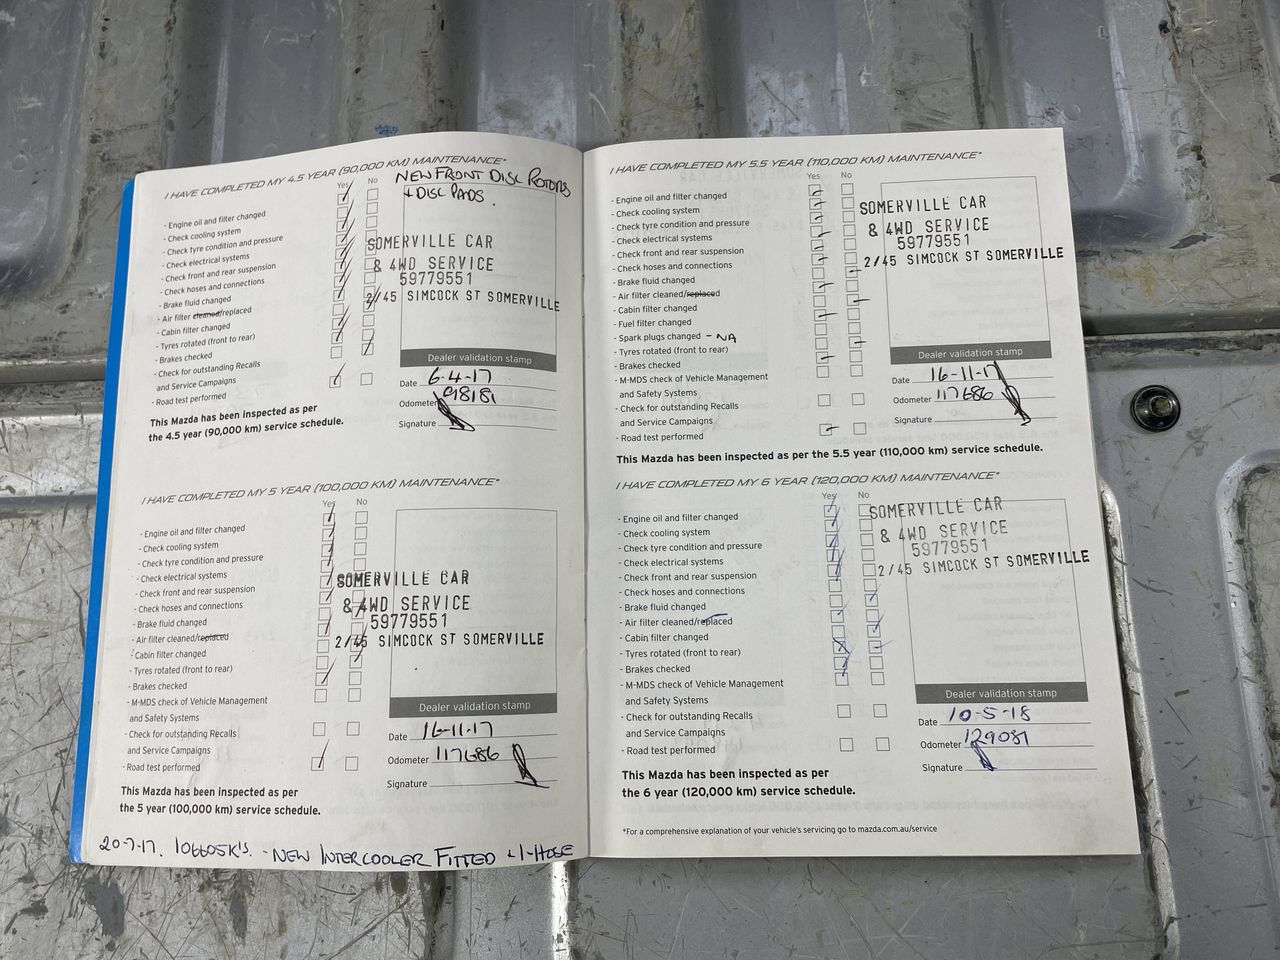 I HAVE COMPLETED MY 4.5 YEAR (90,000 KM) MAINTENANCE*
Yes No
NEW FRONT DISC ROTORS
+ DISC PADS.
- Engine oil and filter changed
- Check cooling system
- Check tyre condition and pressure
- Check electrical systems
- Check front and rear suspension
- Check hoses and connections
- Brake fluid changed
- Air filter cleaned/replaced
- Cabin filter changed
- Tyres rotated (front to rear)
- Brakes checked
- Check for outstanding Recalls
and Service Campaigns
- Road test performed
SOMERVILLE CAR
& 4WD SERVICE
59779551
2/45 SIMCOCK ST SOMERVILLE
Dealer validation stamp
Date 6-4-17
Odometer 98181
Signature
This Mazda has been inspected as per
the 4.5 year (90,000 km) service schedule.
I HAVE COMPLETED MY 5 YEAR (100,000 KM) MAINTENANCE*
Yes No
- Engine oil and filter changed
- Check cooling system
- Check tyre condition and pressure
- Check electrical systems
- Check front and rear suspension
- Check hoses and connections
- Brake fluid changed
- Air filter cleaned/replaced
- Cabin filter changed
- Tyres rotated (front to rear)
- Brakes checked
- M-MDS check of Vehicle Management
and Safety Systems
- Check for outstanding Recalls
and Service Campaigns
- Road test performed
SOMERVILLE CAR
& 4WD SERVICE
59779551
2/45 SIMCOCK ST SOMERVILLE
Dealer validation stamp
Date 16-11-17
Odometer 117686
Signature
This Mazda has been inspected as per
the 5 year (100,000 km) service schedule.
20-7-17. 106605K's. - NEW INTERCOOLER FITTED + 1-HOSE
I HAVE COMPLETED MY 5.5 YEAR (110,000 KM) MAINTENANCE*
Yes No
- Engine oil and filter changed
- Check cooling system
- Check tyre condition and pressure
- Check electrical systems
- Check front and rear suspension
- Check hoses and connections
- Brake fluid changed
- Air filter cleaned/replaced
- Cabin filter changed
- Fuel filter changed
- Spark plugs changed - NA
- Tyres rotated (front to rear)
- Brakes checked
- M-MDS check of Vehicle Management
and Safety Systems
- Check for outstanding Recalls
and Service Campaigns
- Road test performed
SOMERVILLE CAR
& 4WD SERVICE
59779551
2/45 SIMCOCK ST SOMERVILLE
Dealer validation stamp
Date 16-11-17
Odometer 117686
Signature
This Mazda has been inspected as per the 5.5 year (110,000 km) service schedule.
I HAVE COMPLETED MY 6 YEAR (120,000 KM) MAINTENANCE*
Yes No
- Engine oil and filter changed
- Check cooling system
- Check tyre condition and pressure
- Check electrical systems
- Check front and rear suspension
- Check hoses and connections
- Brake fluid changed
- Air filter cleaned/replaced
- Cabin filter changed
- Tyres rotated (front to rear)
- Brakes checked
- M-MDS check of Vehicle Management
and Safety Systems
- Check for outstanding Recalls
and Service Campaigns
- Road test performed
SOMERVILLE CAR
& 4WD SERVICE
59779551
2/45 SIMCOCK ST SOMERVILLE
Dealer validation stamp
Date 10-5-18
Odometer 129081
Signature
This Mazda has been inspected as per
the 6 year (120,000 km) service schedule.
*For a comprehensive explanation of your vehicle's servicing go to mazda.com.au/service